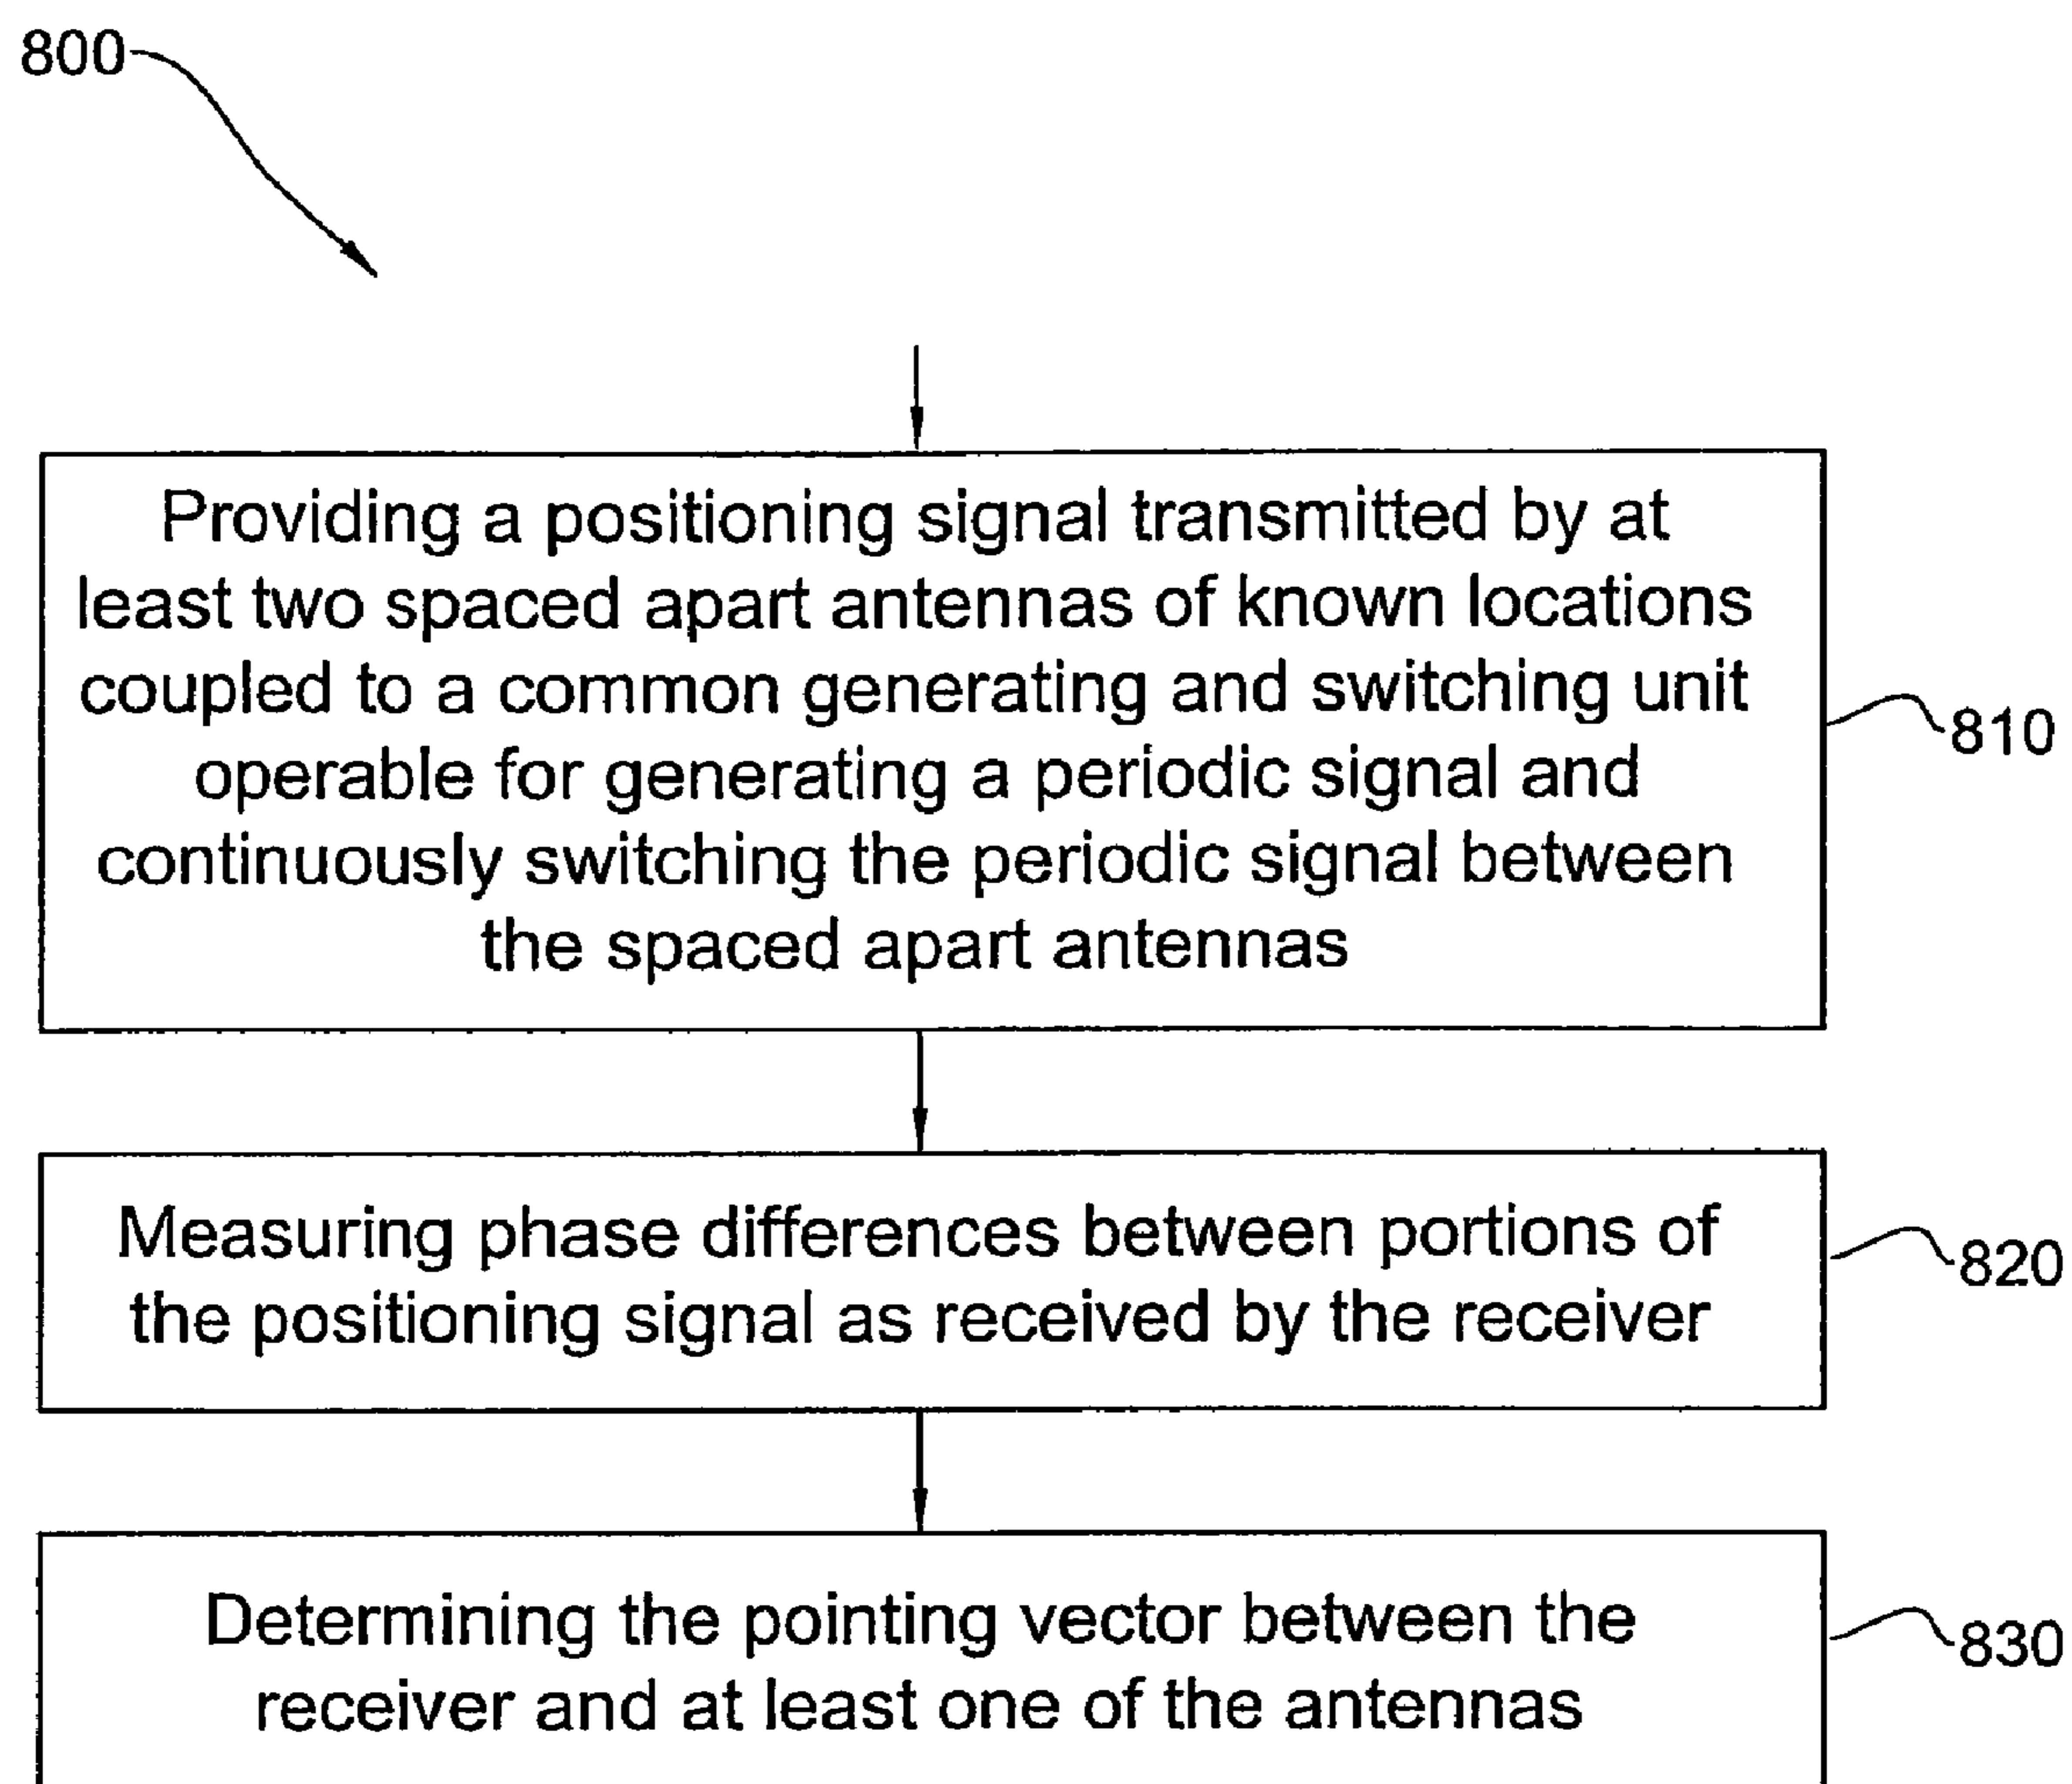 800
Providing a positioning signal transmitted by at
least two spaced apart antennas of known locations
coupled to a common generating and switching unit
operable for generating a periodic signal and
continuously switching the periodic signal between
the spaced apart antennas
810
Measuring phase differences between portions of
the positioning signal as received by the receiver
820
Determining the pointing vector between the
receiver and at least one of the antennas
830